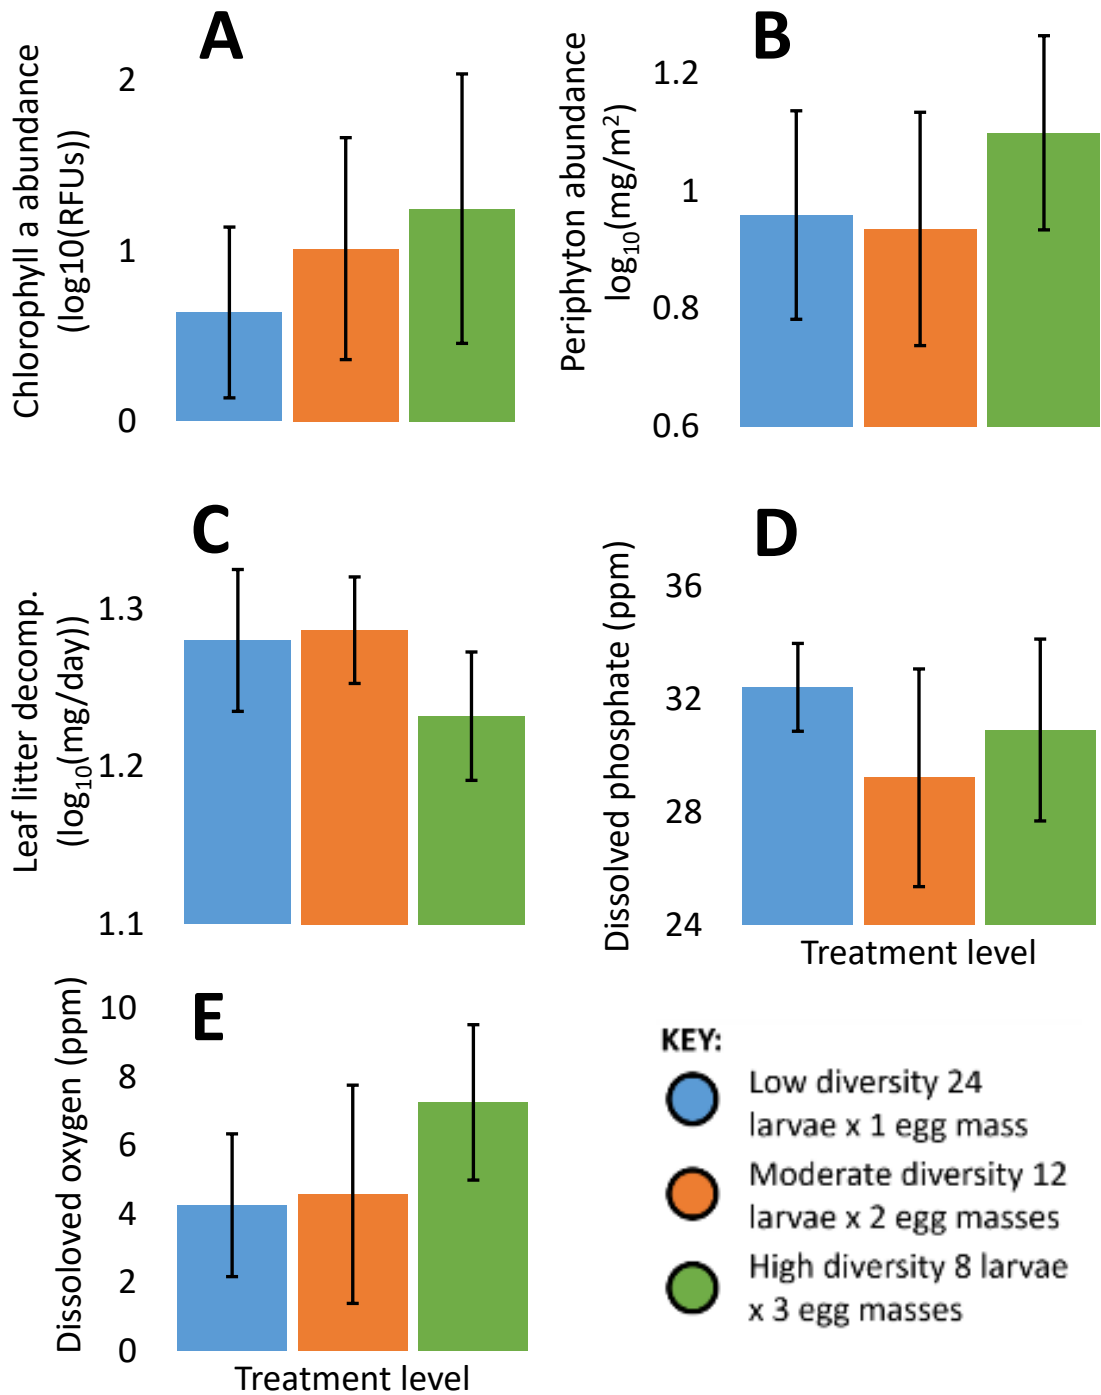 A
Chlorophyll a abundance
(log10(RFUs))
2
1
0
B
Periphyton abundance
log₁₀(mg/m²)
1.2
1
0.8
0.6
C
Leaf litter decomp.
(log₁₀(mg/day))
1.3
1.2
1.1
D
Dissolved phosphate (ppm)
36
32
28
24
Treatment level
E
Dissoloved oxygen (ppm)
10
8
6
4
2
0
Treatment level
KEY:
Low diversity 24
larvae x 1 egg mass
Moderate diversity 12
larvae x 2 egg masses
High diversity 8 larvae
x 3 egg masses